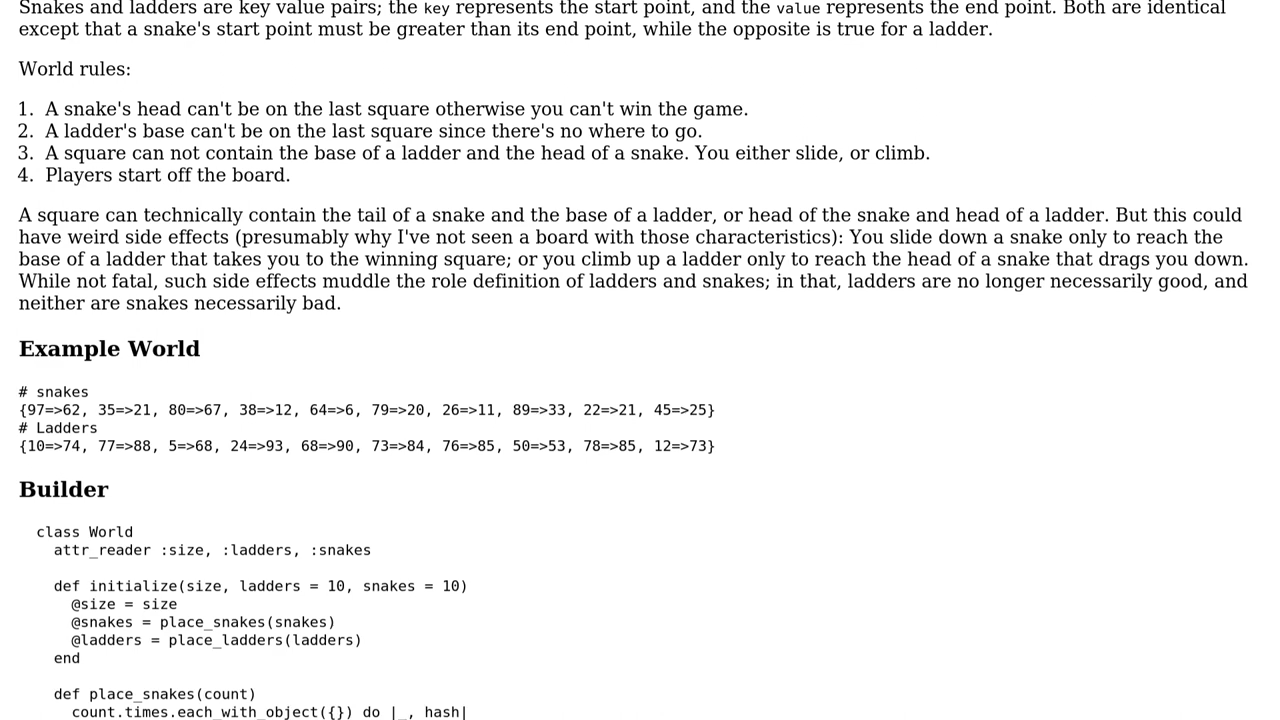 Snakes and ladders are key value pairs; the key represents the start point, and the value represents the end point. Both are identical
except that a snake's start point must be greater than its end point, while the opposite is true for a ladder.
World rules:
1. A snake's head can't be on the last square otherwise you can't win the game.
2. A ladder's base can't be on the last square since there's no where to go.
3. A square can not contain the base of a ladder and the head of a snake. You either slide, or climb.
4. Players start off the board.
A square can technically contain the tail of a snake and the base of a ladder, or head of the snake and head of a ladder. But this could
have weird side effects (presumably why I've not seen a board with those characteristics): You slide down a snake only to reach the
base of a ladder that takes you to the winning square; or you climb up a ladder only to reach the head of a snake that drags you down.
While not fatal, such side effects muddle the role definition of ladders and snakes; in that, ladders are no longer necessarily good, and
neither are snakes necessarily bad.
Example World
# snakes
{97=>62, 35=>21, 80=>67, 38=>12, 64=>6, 79=>20, 26=>11, 89=>33, 22=>21, 45=>25}
# Ladders
{10=>74, 77=>88, 5=>68, 24=>93, 68=>90, 73=>84, 76=>85, 50=>53, 78=>85, 12=>73}
Builder
class World
attr_reader :size, :ladders, :snakes
def initialize(size, ladders = 10, snakes = 10)
@size = size
@snakes = place_snakes(snakes)
@ladders = place_ladders(ladders)
end
def place_snakes(count)
count.times.each_with_object({}) do |_, hash|